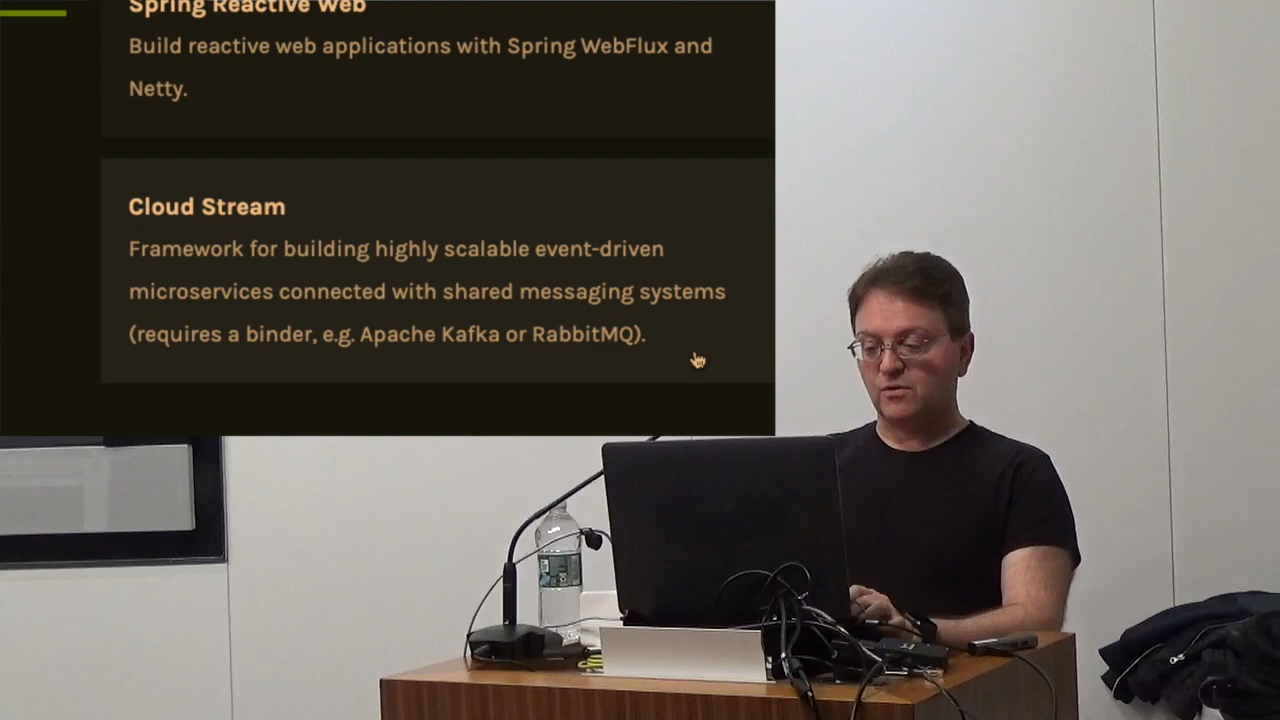 Spring Reactive Web
Build reactive web applications with Spring WebFlux and
Netty.
Cloud Stream
Framework for building highly scalable event-driven
microservices connected with shared messaging systems
(requires a binder, e.g. Apache Kafka or RabbitMQ).